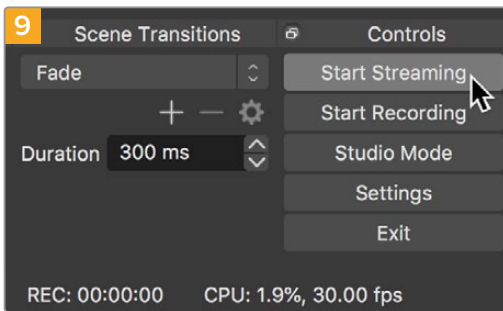 9
Scene Transitions
Controls
Fade
Start Streaming
Start Recording
Duration 300 ms
Studio Mode
Settings
Exit
REC: 00:00:00 CPU: 1.9%, 30.00 fps